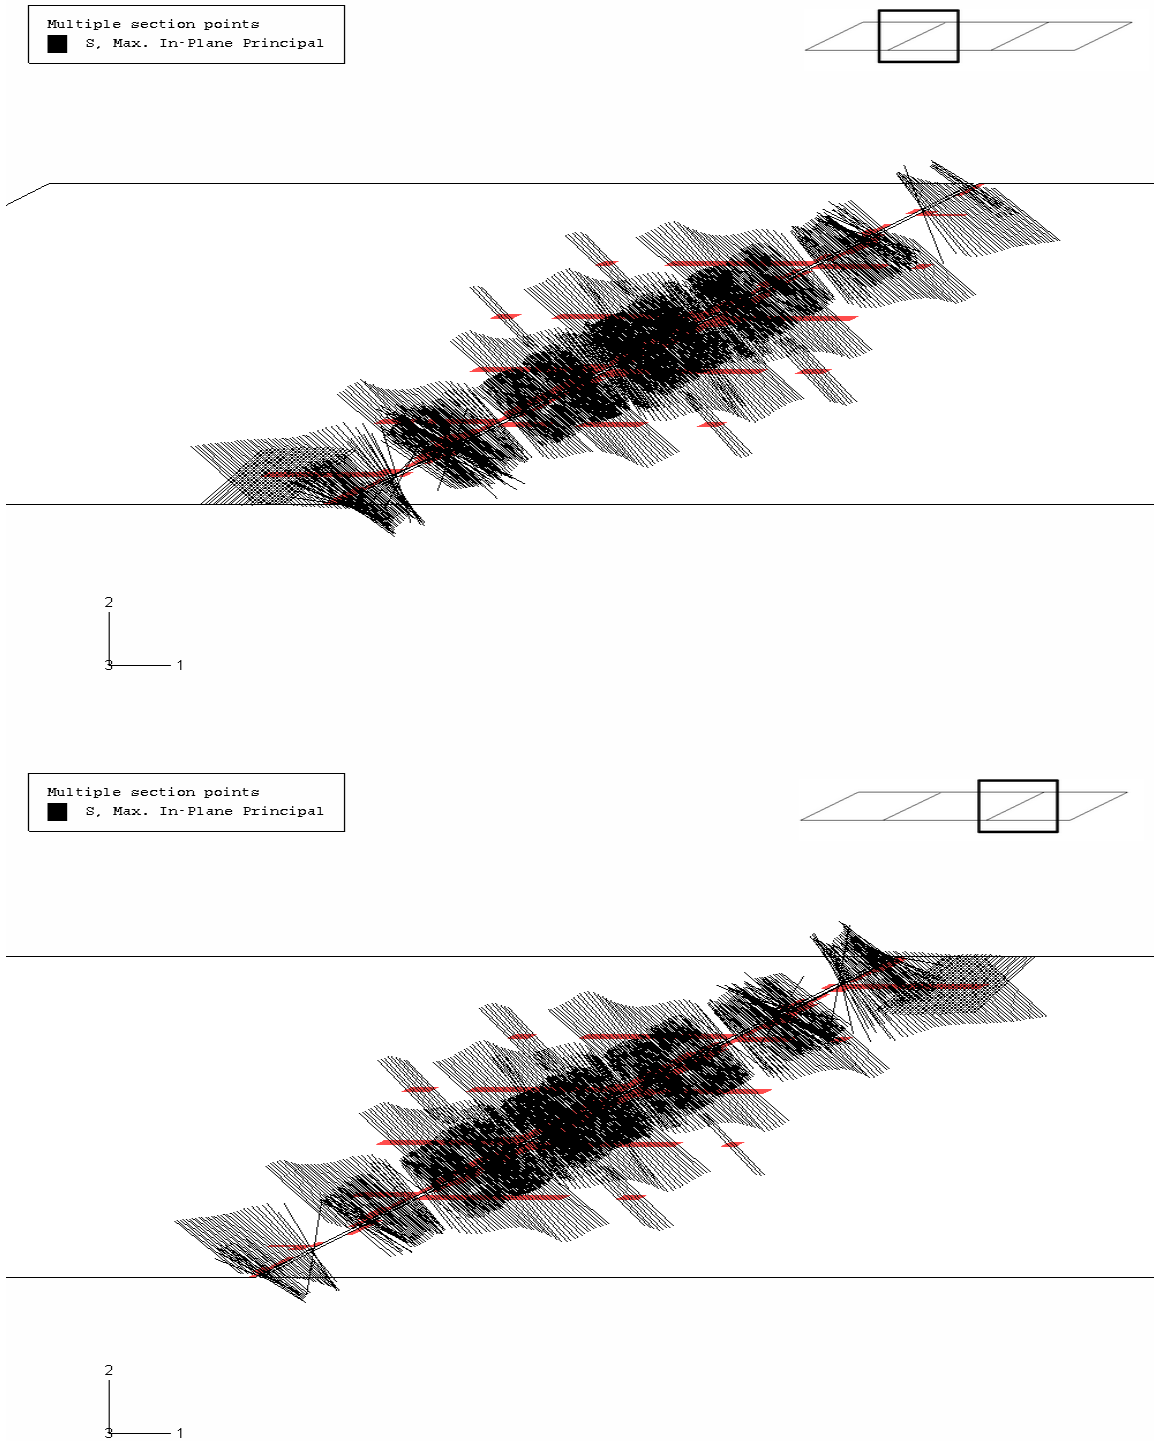 Multiple section points
S, Max. In-Plane Principal
2
3
1
Multiple section points
S, Max. In-Plane Principal
2
3
1